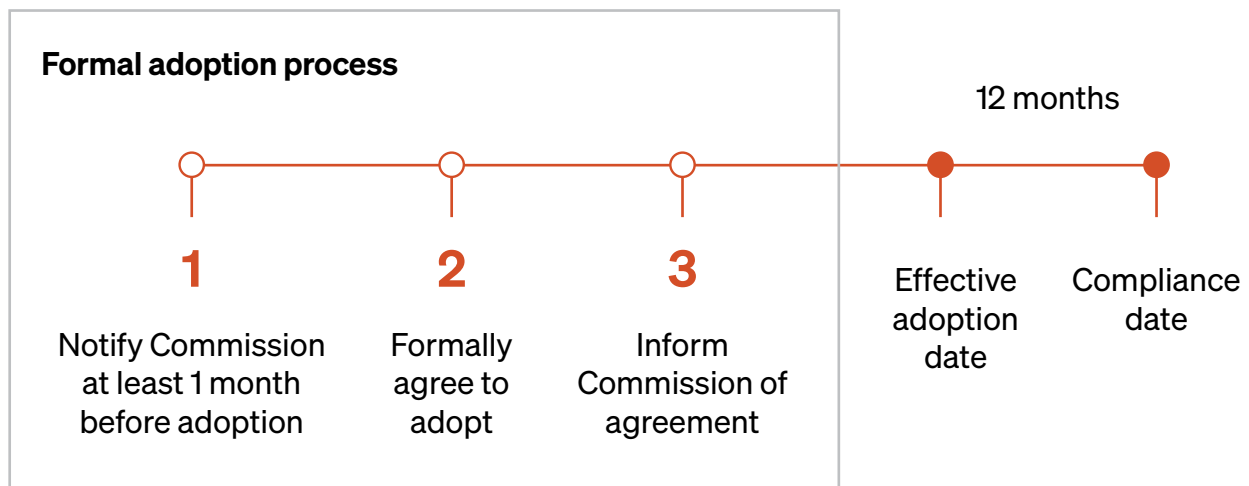 Formal adoption process
12 months
1
Notify Commission
at least 1 month
before adoption
2
Formally
agree to
adopt
3
Inform
Commission of
agreement
Effective
adoption
date
Compliance
date